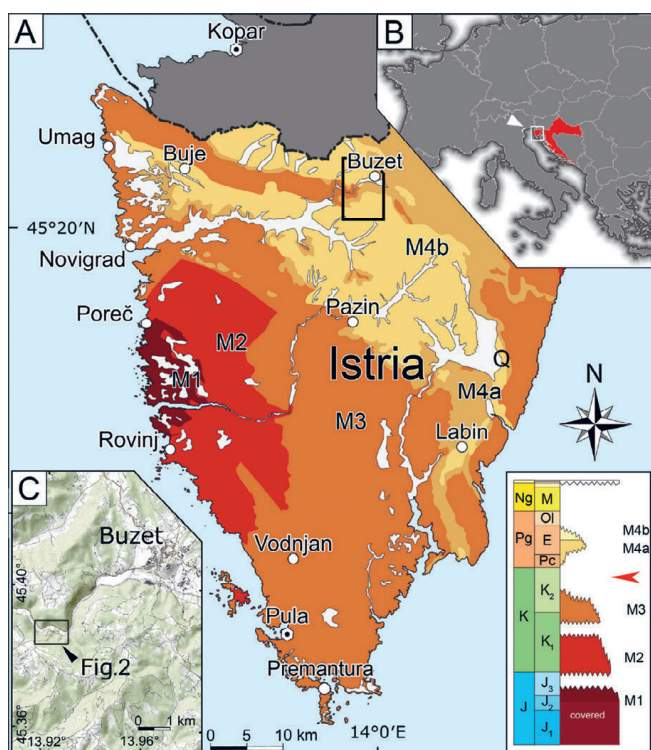 A
Kopar
B
Umag
Buje
Buzet
45°20´N
Novigrad
M4b
Poreč
Pazin
M2
Istria
Q
M1
M4a
N
M3
Labin
Rovinj
C
Buzet
Vodnjan
45.40
Pula
Fig.2
Premantura
45.36
0 1 km
13.92 13.96
0 5 10 km
14°0´E
Ng M
Ol
Pg E M4b
M4a
Pc
K₂
K M3
K₁
M2
J₃
J J₂ M1
J₁ covered